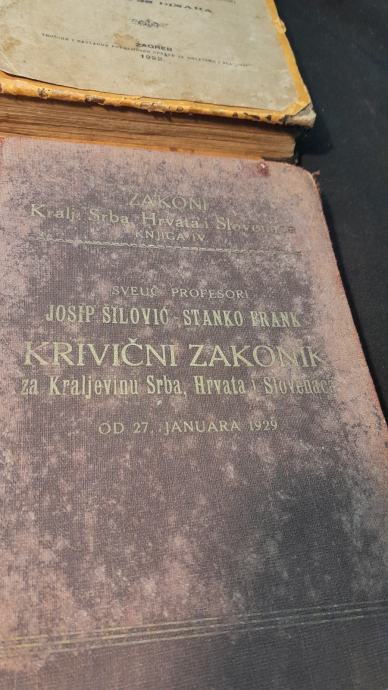 DINARA
ZAGREB
ZAKONI
Kralj. Srba, Hrvata i Slovenaca
KNJIGA IV.
SVEUČ. PROFESORI
JOSIP ŠILOVIĆ - STANKO FRANK
KRIVIČNI ZAKONIK
za Kraljevinu Srba, Hrvata i Slovenaca
OD 27. JANUARA 1929